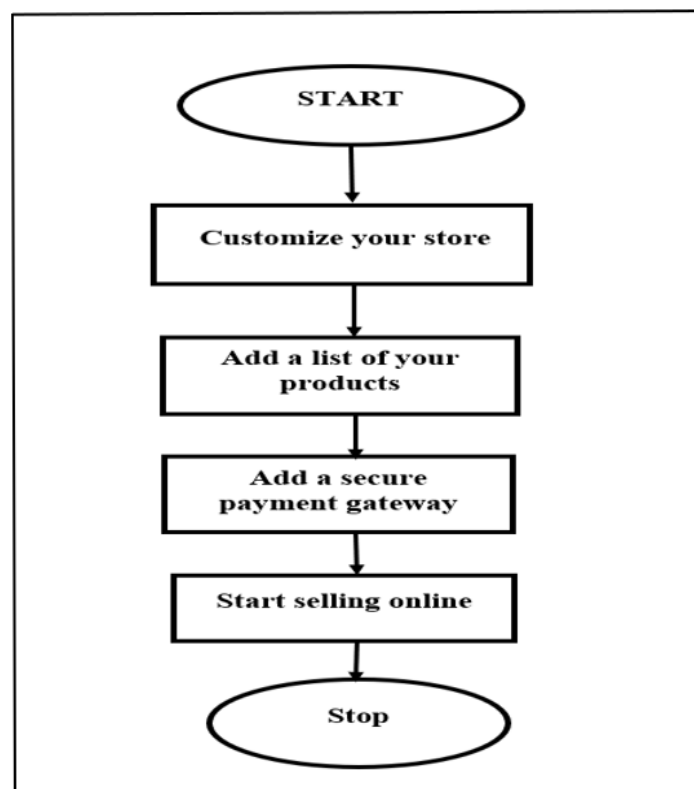 START
Customize your store
Add a list of your
products
Add a secure
payment gateway
Start selling online
Stop